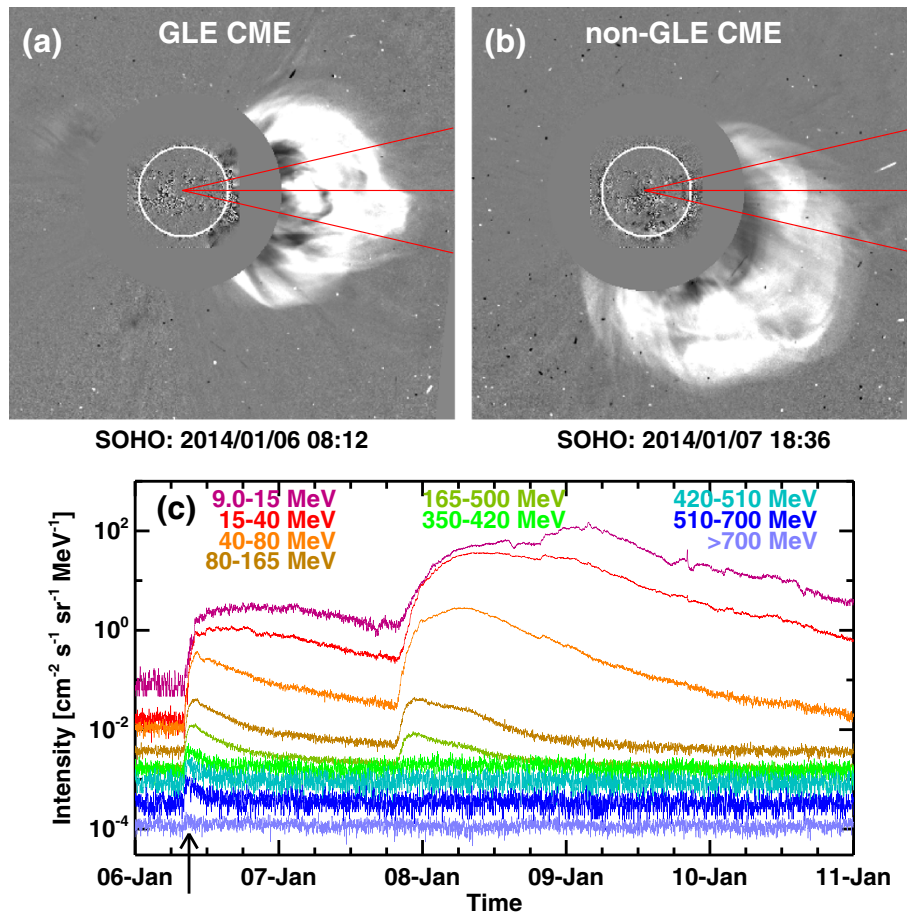 (a) GLE CME
(b) non-GLE CME
SOHO: 2014/01/06 08:12
SOHO: 2014/01/07 18:36
(c)
9.0-15 MeV
15-40 MeV
40-80 MeV
80-165 MeV
165-500 MeV
350-420 MeV
420-510 MeV
510-700 MeV
>700 MeV
Intensity [cm⁻² s⁻¹ sr⁻¹ MeV⁻¹]
10²
10⁰
10⁻²
10⁻⁴
06-Jan 07-Jan 08-Jan 09-Jan 10-Jan 11-Jan
Time